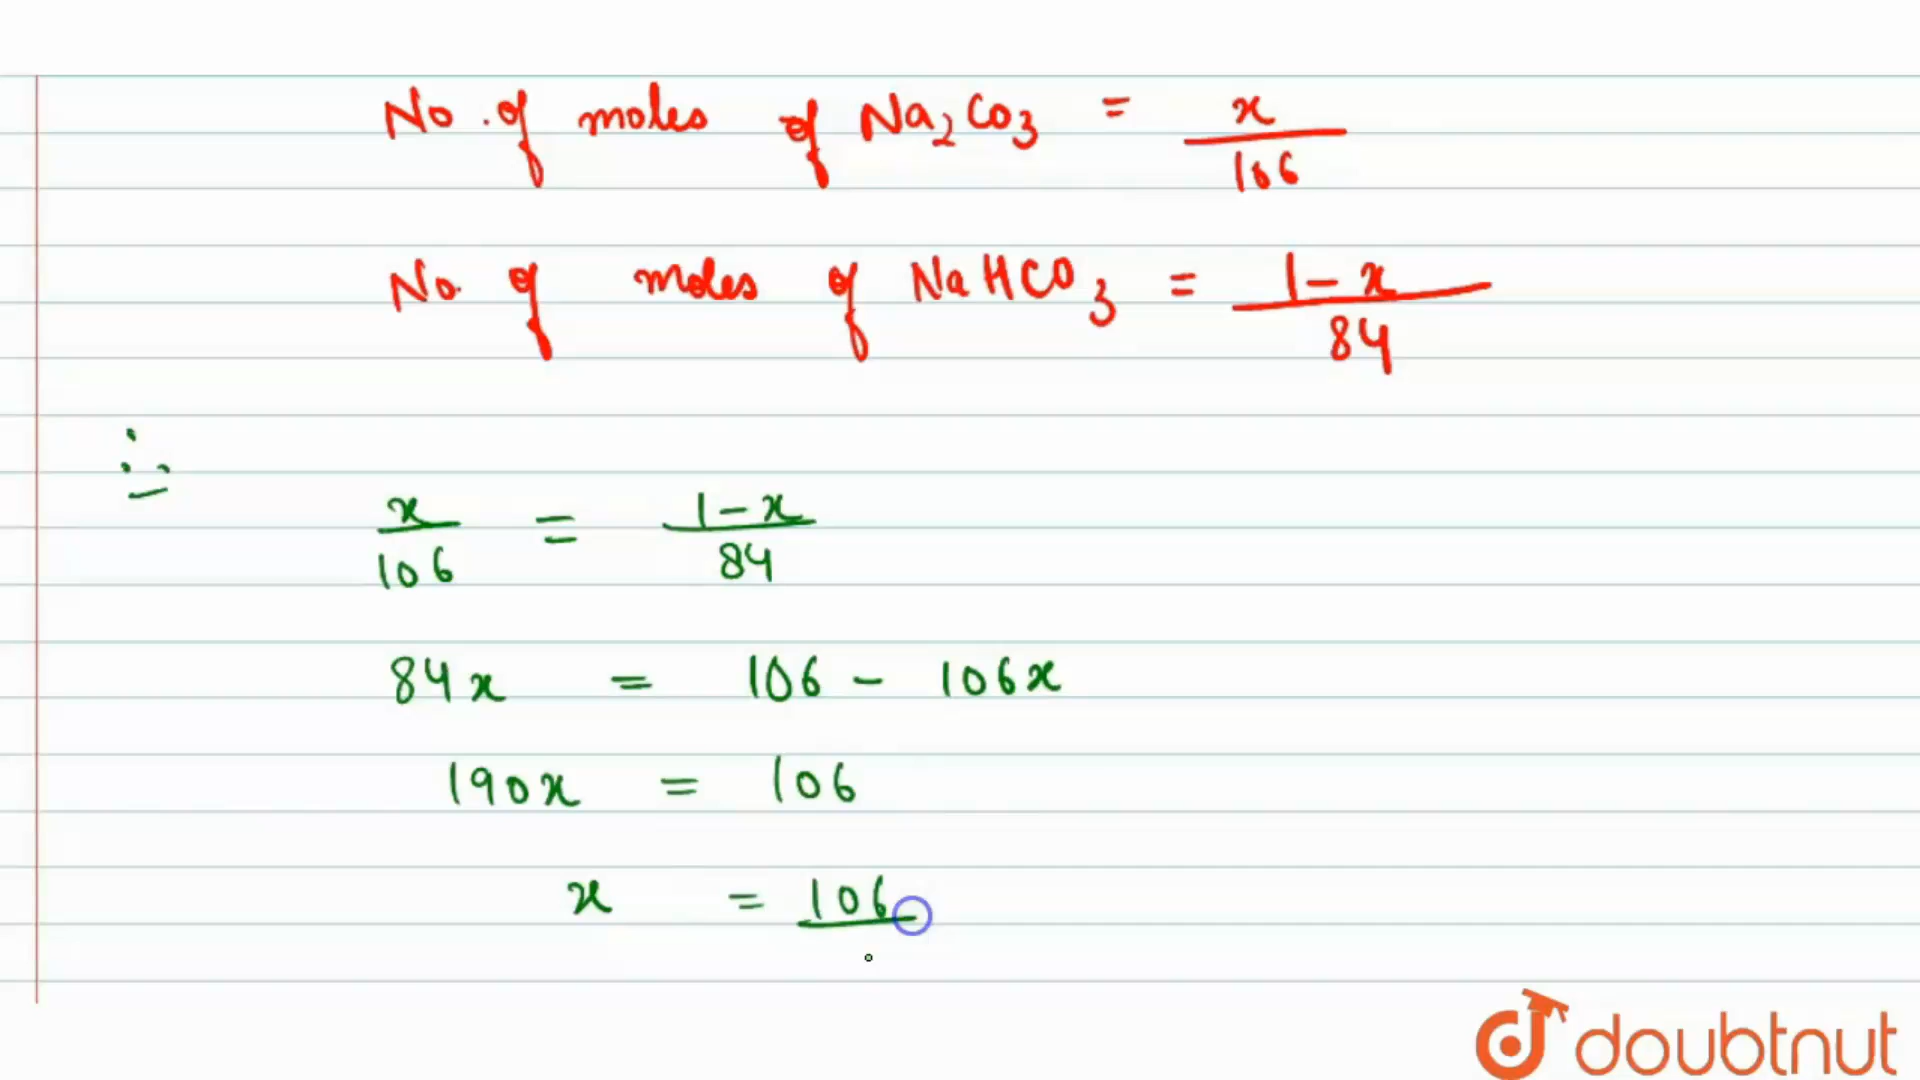 No. of moles of Na2Co3 = x/106
No. of moles of NaHCO3 = 1-x/84
∴
x/106 = 1-x/84
84x = 106 - 106x
190x = 106
x = 106
doubtnut